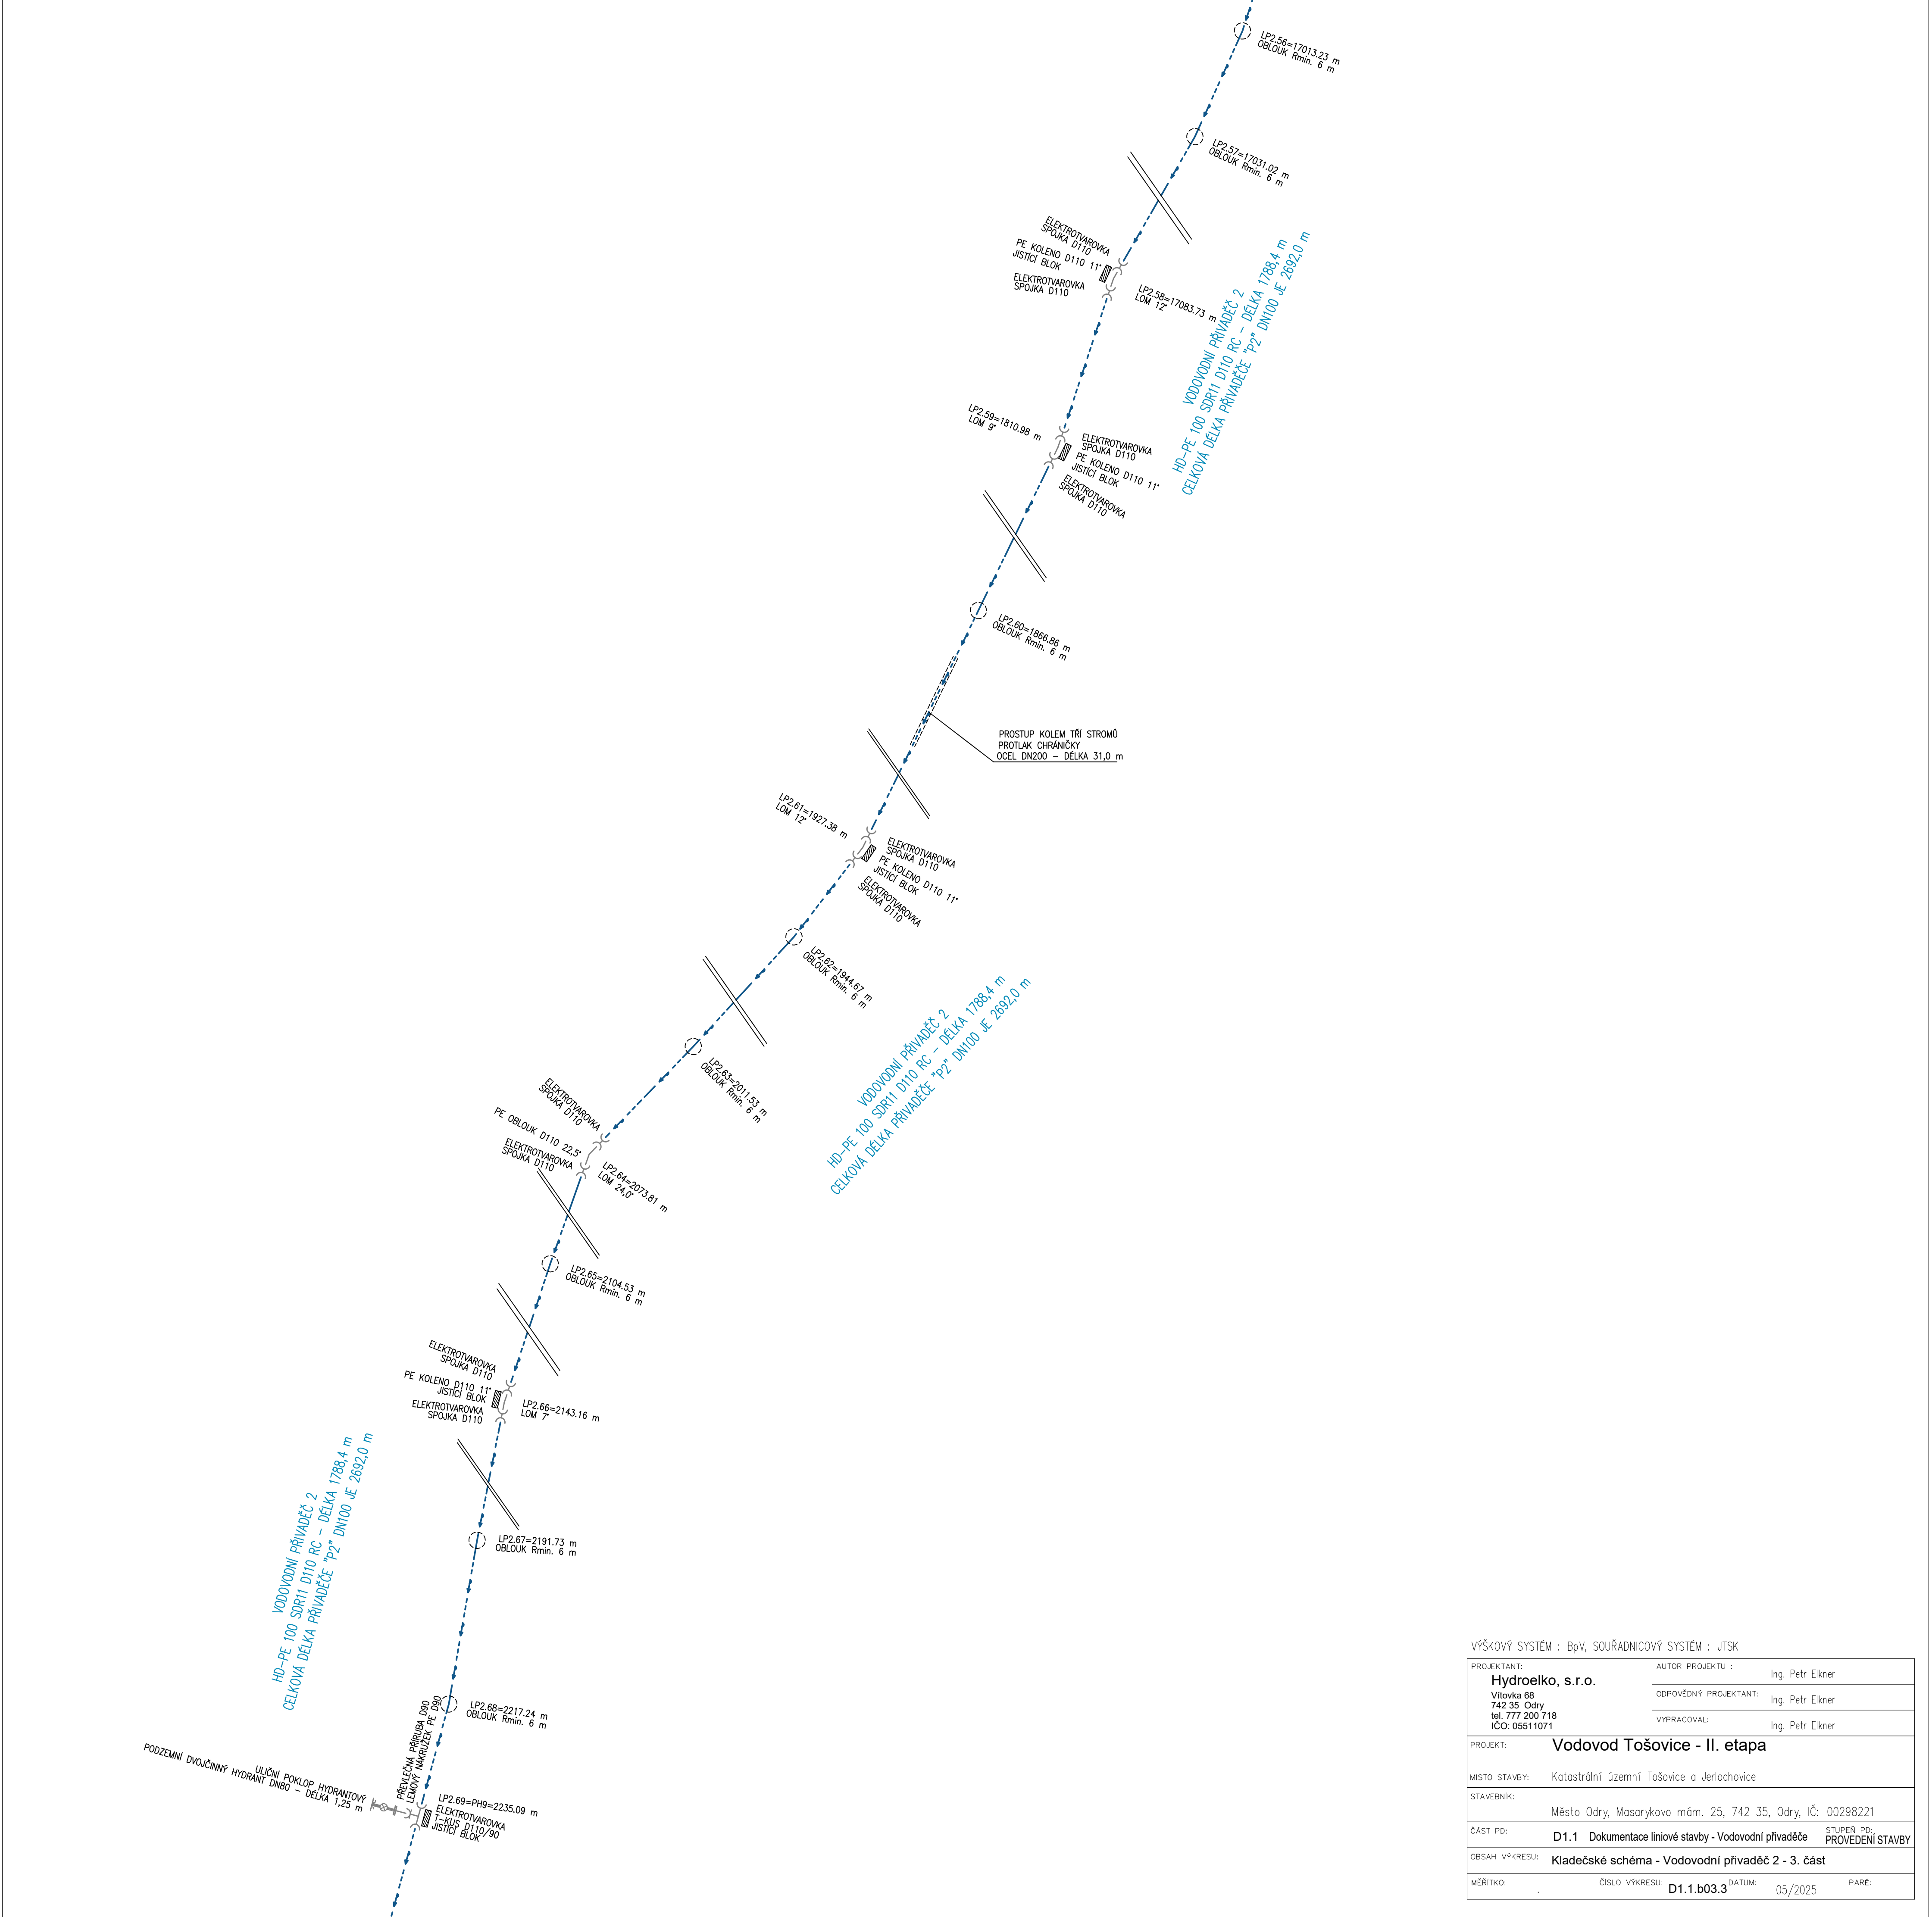 LP2.56=17013.23 m
OBLOUK Rmin. 6 m
LP2.57=17031.02 m
OBLOUK Rmin. 6 m
ELEKTROTVAROVKA
SPOJKA D110
PE KOLENO D110 11°
JISTÍCÍ BLOK
ELEKTROTVAROVKA
SPOJKA D110
LP2.58=17083.73 m
LOM 12°
VODOVODNÍ PŘIVADĚČ 2
HD-PE 100 SDR11 D110 RC - DÉLKA 1788,4 m
CELKOVÁ DÉLKA PŘIVADĚČE "P2" DN100 JE 2692,0 m
LP2.59=1810.98 m
LOM 9°
ELEKTROTVAROVKA
SPOJKA D110
PE KOLENO D110 11°
JISTÍCÍ BLOK
ELEKTROTVAROVKA
SPOJKA D110
LP2.60=1866.86 m
OBLOUK Rmin. 6 m
PROSTUP KOLEM TŘÍ STROMŮ
PROTLAK CHRÁNIČKY
OCEL DN200 - DÉLKA 31,0 m
LP2.61=1927.38 m
LOM 12°
ELEKTROTVAROVKA
SPOJKA D110
PE KOLENO D110 11°
JISTÍCÍ BLOK
ELEKTROTVAROVKA
SPOJKA D110
LP2.62=1944.67 m
OBLOUK Rmin. 6 m
VODOVODNÍ PŘIVADĚČ 2
HD-PE 100 SDR11 D110 RC - DÉLKA 1788,4 m
CELKOVÁ DÉLKA PŘIVADĚČE "P2" DN100 JE 2692,0 m
LP2.63=2011.53 m
OBLOUK Rmin. 6 m
ELEKTROTVAROVKA
SPOJKA D110
PE OBLOUK D110 22,5°
ELEKTROTVAROVKA
SPOJKA D110
LP2.64=2073.81 m
LOM 24,0°
LP2.65=2104.53 m
OBLOUK Rmin. 6 m
ELEKTROTVAROVKA
SPOJKA D110
PE KOLENO D110 11°
JISTÍCÍ BLOK
ELEKTROTVAROVKA
SPOJKA D110
LP2.66=2143.16 m
LOM 7°
VODOVODNÍ PŘIVADĚČ 2
HD-PE 100 SDR11 D110 RC - DÉLKA 1788,4 m
CELKOVÁ DÉLKA PŘIVADĚČE "P2" DN100 JE 2692,0 m
LP2.67=2191.73 m
OBLOUK Rmin. 6 m
LP2.68=2217.24 m
OBLOUK Rmin. 6 m
PŘEVLEČNÁ PŘÍRUBA D90
LEMOVÝ NÁKRUŽEK PE D90
ULIČNÍ POKLOP HYDRANTOVÝ
PODZEMNÍ DVOJČINNÝ HYDRANT DN80 - DÉLKA 1,25 m
LP2.69=PH9=2235.09 m
ELEKTROTVAROVKA
T-KUS D110/90
JISTÍCÍ BLOK
VÝŠKOVÝ SYSTÉM : BpV, SOUŘADNICOVÝ SYSTÉM : JTSK
PROJEKTANT:
Hydroelko, s.r.o.
Vítovka 68
742 35 Odry
tel. 777 200 718
IČO: 05511071
AUTOR PROJEKTU : Ing. Petr Elkner
ODPOVĚDNÝ PROJEKTANT: Ing. Petr Elkner
VYPRACOVAL: Ing. Petr Elkner
PROJEKT: Vodovod Tošovice - II. etapa
MÍSTO STAVBY: Katastrální území Tošovice a Jerlochovice
STAVEBNÍK:
Město Odry, Masarykovo mám. 25, 742 35, Odry, IČ: 00298221
ČÁST PD: D1.1 Dokumentace liniové stavby - Vodovodní přivaděče
STUPEŇ PD:
PROVEDENÍ STAVBY
OBSAH VÝKRESU: Kladečské schéma - Vodovodní přivaděč 2 - 3. část
MĚŘÍTKO: . ČÍSLO VÝKRESU: D1.1.b03.3 DATUM: 05/2025 PARÉ: